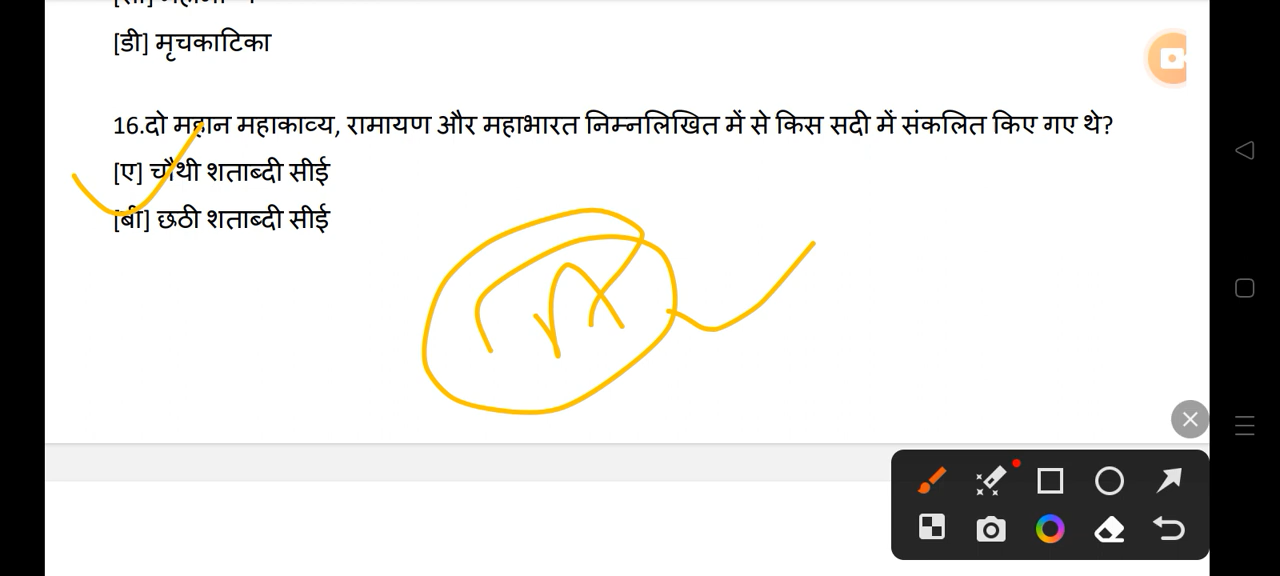 [डी] मृचकाटिका
16.दो महान महाकाव्य, रामायण और महाभारत निम्नलिखित में से किस सदी में संकलित किए गए थे?
[ए] चौथी शताब्दी सीई
[बी] छठी शताब्दी सीई